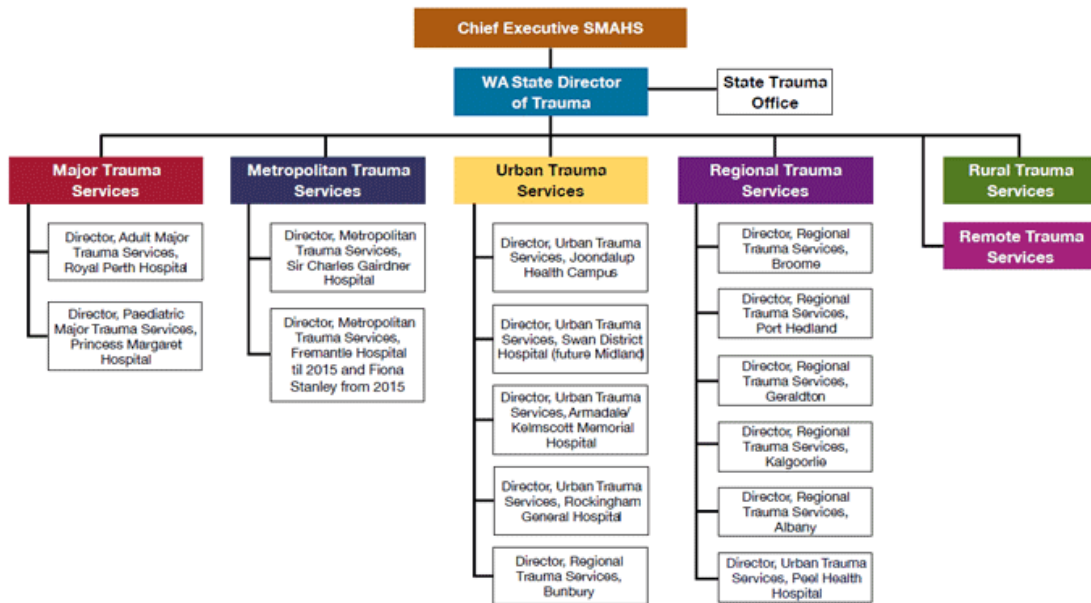 Chief Executive SMAHS
WA State Director
of Trauma
State Trauma
Office
Major Trauma
Services
Metropolitan Trauma
Services
Urban Trauma
Services
Regional Trauma
Services
Rural Trauma
Services
Remote Trauma
Services
Director, Adult Major
Trauma Services,
Royal Perth Hospital
Director, Paediatric
Major Trauma Services,
Princess Margaret
Hospital
Director, Metropolitan
Trauma Services,
Sir Charles Gairdner
Hospital
Director, Metropolitan
Trauma Services,
Fremantle Hospital
til 2015 and Fiona
Stanley from 2015
Director, Urban Trauma
Services, Joondalup
Health Campus
Director, Urban Trauma
Services, Swan District
Hospital (future Midland)
Director, Urban Trauma
Services, Armadale/
Kelmscott Memorial
Hospital
Director, Urban Trauma
Services, Rockingham
General Hospital
Director, Regional
Trauma Services,
Bunbury
Director, Regional
Trauma Services,
Broome
Director, Regional
Trauma Services,
Port Hedland
Director, Regional
Trauma Services,
Geraldton
Director, Regional
Trauma Services,
Kalgoorlie
Director, Regional
Trauma Services,
Albany
Director, Urban Trauma
Services, Peel Health
Hospital